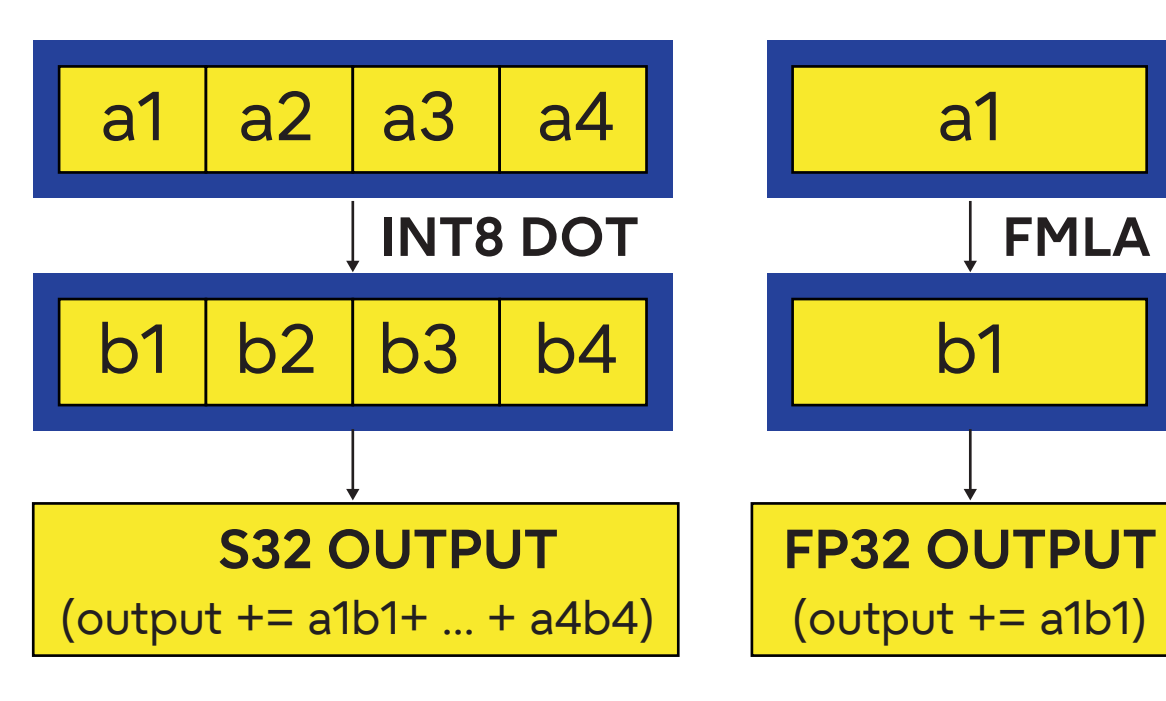 a1 a2 a3 a4
INT8 DOT
b1 b2 b3 b4
S32 OUTPUT
(output += a1b1+ ... + a4b4)
a1
FMLA
b1
FP32 OUTPUT
(output += a1b1)